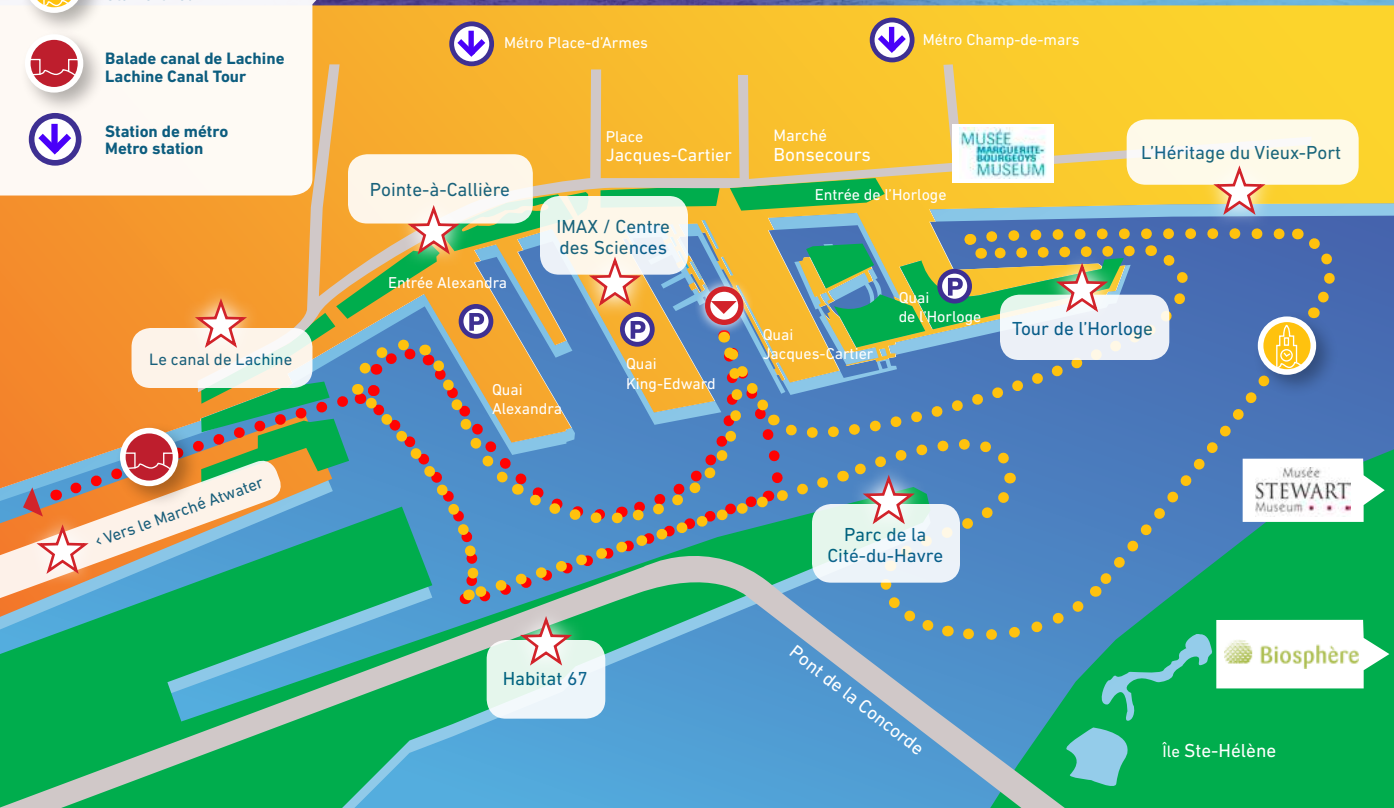 Balade canal de Lachine
Lachine Canal Tour
Station de métro
Metro station
Métro Place-d'Armes
Métro Champ-de-mars
Place
Jacques-Cartier
Marché
Bonsecours
MUSÉE
MARGUERITE-
BOURGEOYS
MUSEUM
L'Héritage du Vieux-Port
Pointe-à-Callière
Entrée de l'Horloge
IMAX / Centre
des Sciences
Entrée Alexandra
P
P
P
Quai
de l'Horloge
Tour de l'Horloge
Le canal de Lachine
Quai
Jacques-Cartier
Quai
King-Edward
Quai
Alexandra
‹ Vers le Marché Atwater
Musée
STEWART
Museum
Parc de la
Cité-du-Havre
Habitat 67
Pont de la Concorde
Biosphère
Île Ste-Hélène